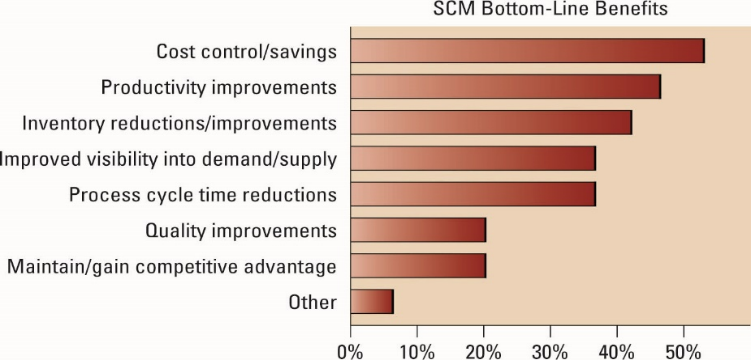 SCM Bottom-Line Benefits
Cost control/savings
Productivity improvements
Inventory reductions/improvements
Improved visibility into demand/supply
Process cycle time reductions
Quality improvements
Maintain/gain competitive advantage
Other
0% 10% 20% 30% 40% 50%